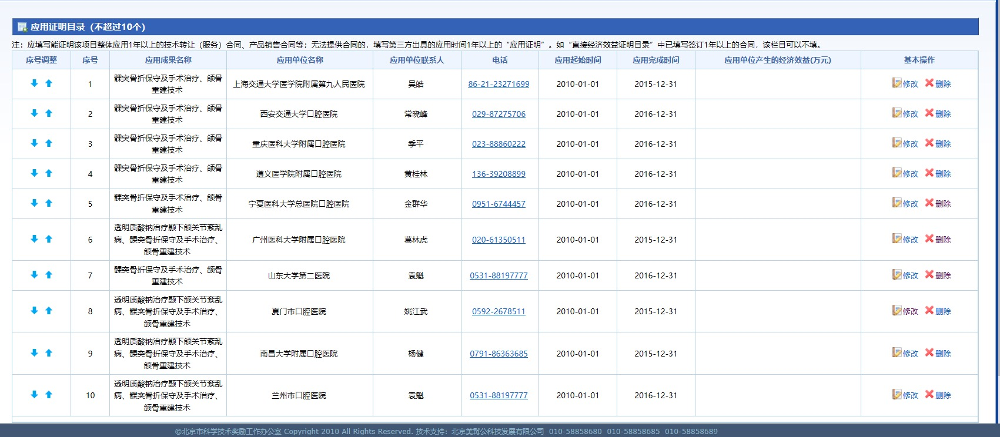 应用证明目录（不超过10个）
注：应填写能证明该项目整体应用1年以上的技术转让（服务）合同、产品销售合同等；无法提供合同的，填写第三方出具的应用时间1年以上的“应用证明”。如“直接经济效益证明目录”中已填写签订1年以上的合同，该栏目可以不填。
序号调整 序号 应用成果名称 应用单位名称 应用单位联系人 电话 应用起始时间 应用完成时间 应用单位产生的经济效益(万元) 基本操作
髁突骨折保守及手术治疗、颌骨
1 上海交通大学医学院附属第九人民医院 吴皓 86-21-23271699 2010-01-01 2015-12-31 修改 删除
重建技术
髁突骨折保守及手术治疗、颌骨
2 西安交通大学口腔医院 常晓峰 029-87275706 2010-01-01 2016-12-31 修改 删除
重建技术
髁突骨折保守及手术治疗、颌骨
3 重庆医科大学附属口腔医院 季平 023-88860222 2010-01-01 2016-12-31 修改 删除
重建技术
髁突骨折保守及手术治疗、颌骨
4 遵义医学院附属口腔医院 黄桂林 136-39208899 2010-01-01 2016-12-31 修改 删除
重建技术
髁突骨折保守及手术治疗、颌骨
5 宁夏医科大学总医院口腔医院 金群华 0951-6744457 2010-01-01 2016-12-31 修改 删除
重建技术
透明质酸钠治疗颞下颌关节紊乱
6 病、髁突骨折保守及手术治疗、 广州医科大学附属口腔医院 葛林虎 020-61350511 2010-01-01 2015-12-31 修改 删除
颌骨重建技术
髁突骨折保守及手术治疗、颌骨
7 山东大学第二医院 袁魁 0531-88197777 2010-01-01 2016-12-31 修改 删除
重建技术
透明质酸钠治疗颞下颌关节紊乱
8 病、髁突骨折保守及手术治疗、 厦门市口腔医院 姚江武 0592-2678511 2010-01-01 2015-12-31 修改 删除
颌骨重建技术
透明质酸钠治疗颞下颌关节紊乱
9 病、髁突骨折保守及手术治疗、 南昌大学附属口腔医院 杨健 0791-86363685 2010-01-01 2015-12-31 修改 删除
颌骨重建技术
透明质酸钠治疗颞下颌关节紊乱
10 病、髁突骨折保守及手术治疗、 兰州市口腔医院 袁魁 0531-88197777 2010-01-01 2016-12-31 修改 删除
颌骨重建技术
©北京市科学技术奖励工作办公室 Copyright 2010 All Rights Reserved. 技术支持：北京美髯公科技发展有限公司 010-58858680 010-58858685 010-58858689